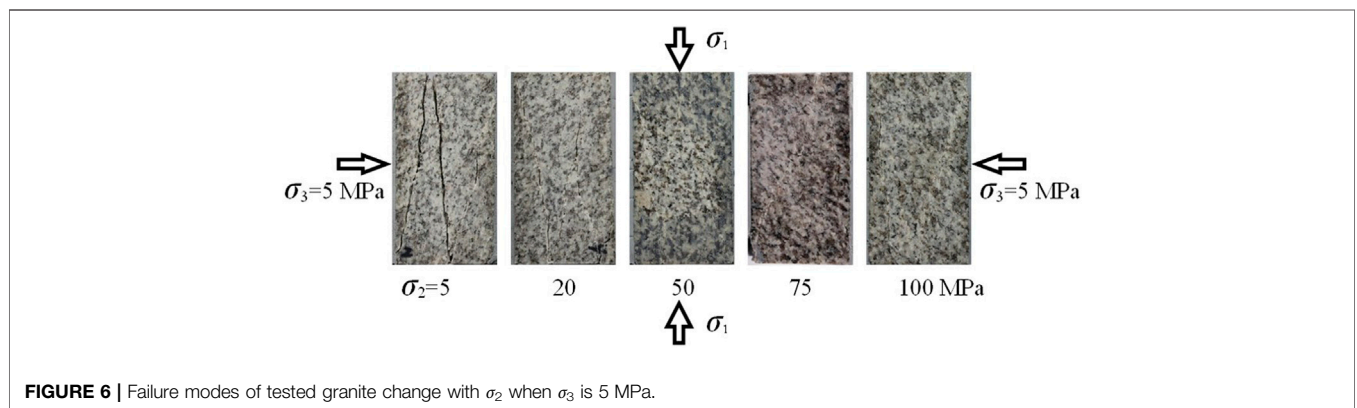 σ₁
σ₃=5 MPa
σ₃=5 MPa
σ₂=5 20 50 75 100 MPa
σ₁
FIGURE 6 | Failure modes of tested granite change with σ₂ when σ₃ is 5 MPa.